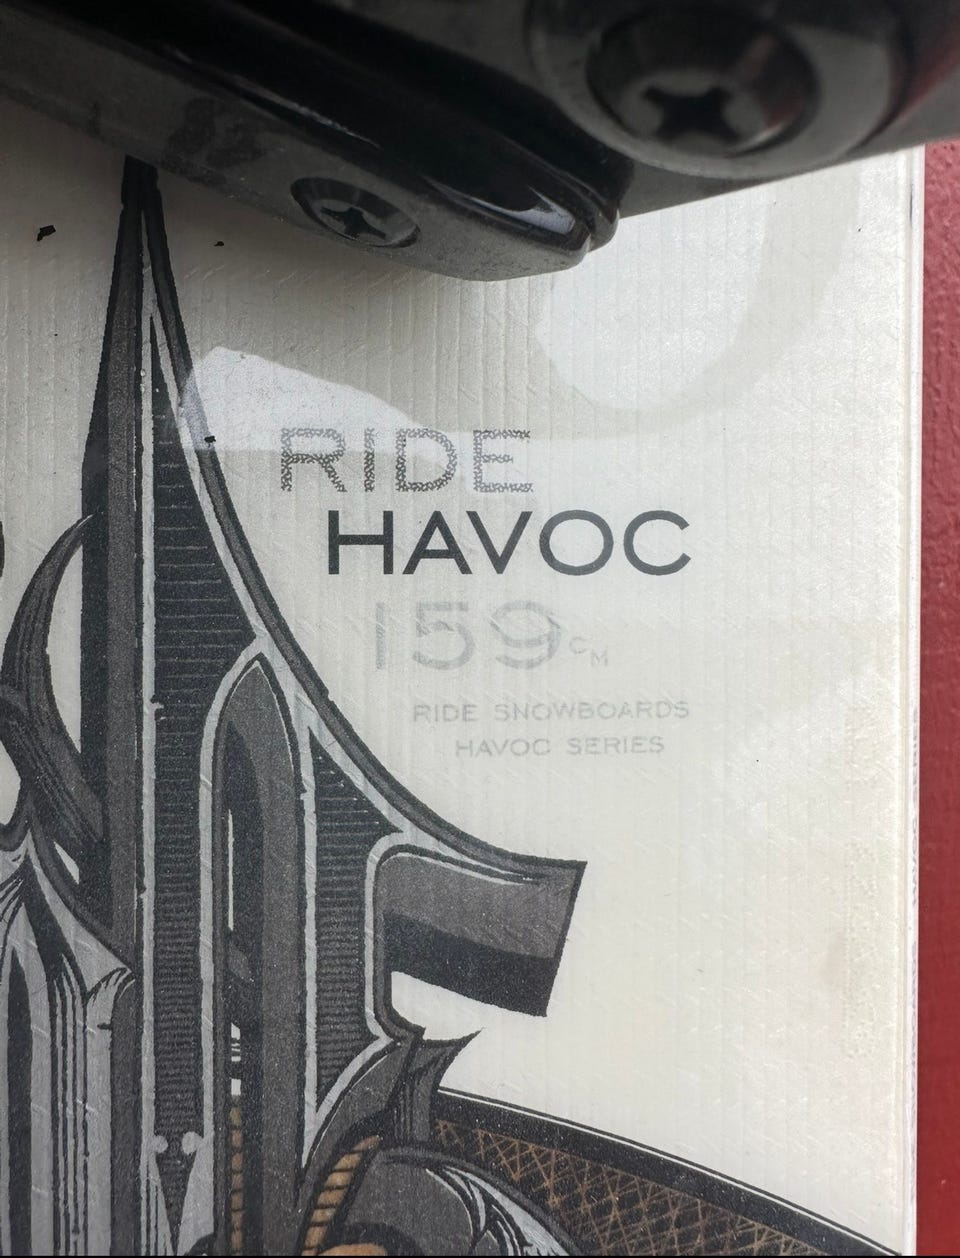 RIDE
HAVOC
159CM
RIDE SNOWBOARDS
HAVOC SERIES